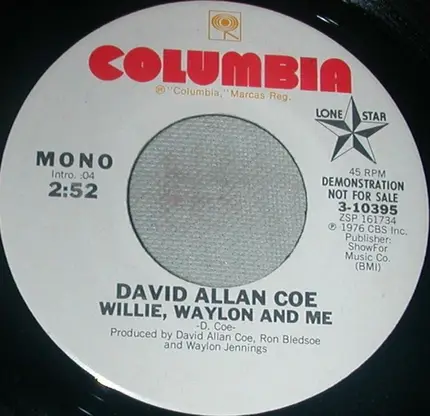 COLUMBIA
Ⓡ "Columbia," Marcas Reg.
LONE STAR
MONO
Intro. :04
2:52
45 RPM
DEMONSTRATION
NOT FOR SALE
3-10395
ZSP 161734
℗ 1976 CBS Inc.
Publisher:
ShowFor
Music Co.
(BMI)
DAVID ALLAN COE
WILLIE, WAYLON AND ME
-D. Coe-
Produced by David Allan Coe, Ron Bledsoe
and Waylon Jennings